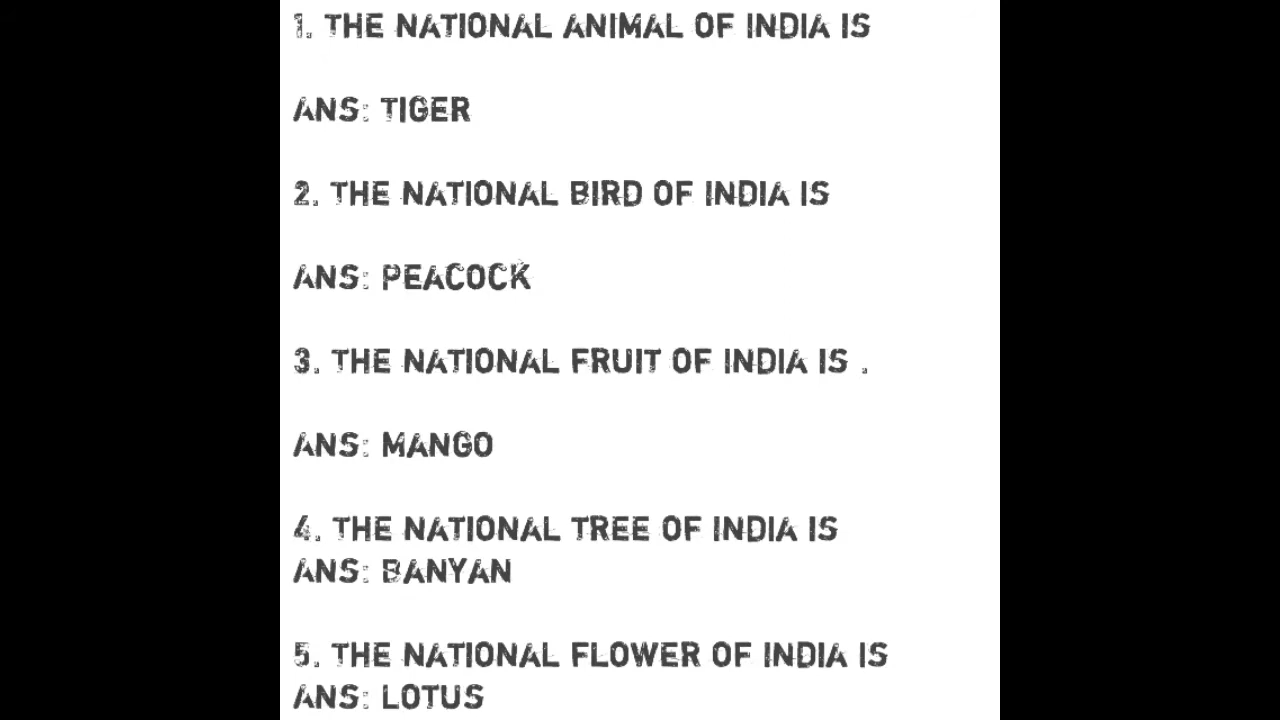 1. THE NATIONAL ANIMAL OF INDIA IS
ANS: TIGER
2. THE NATIONAL BIRD OF INDIA IS
ANS: PEACOCK
3. THE NATIONAL FRUIT OF INDIA IS .
ANS: MANGO
4. THE NATIONAL TREE OF INDIA IS
ANS: BANYAN
5. THE NATIONAL FLOWER OF INDIA IS
ANS: LOTUS